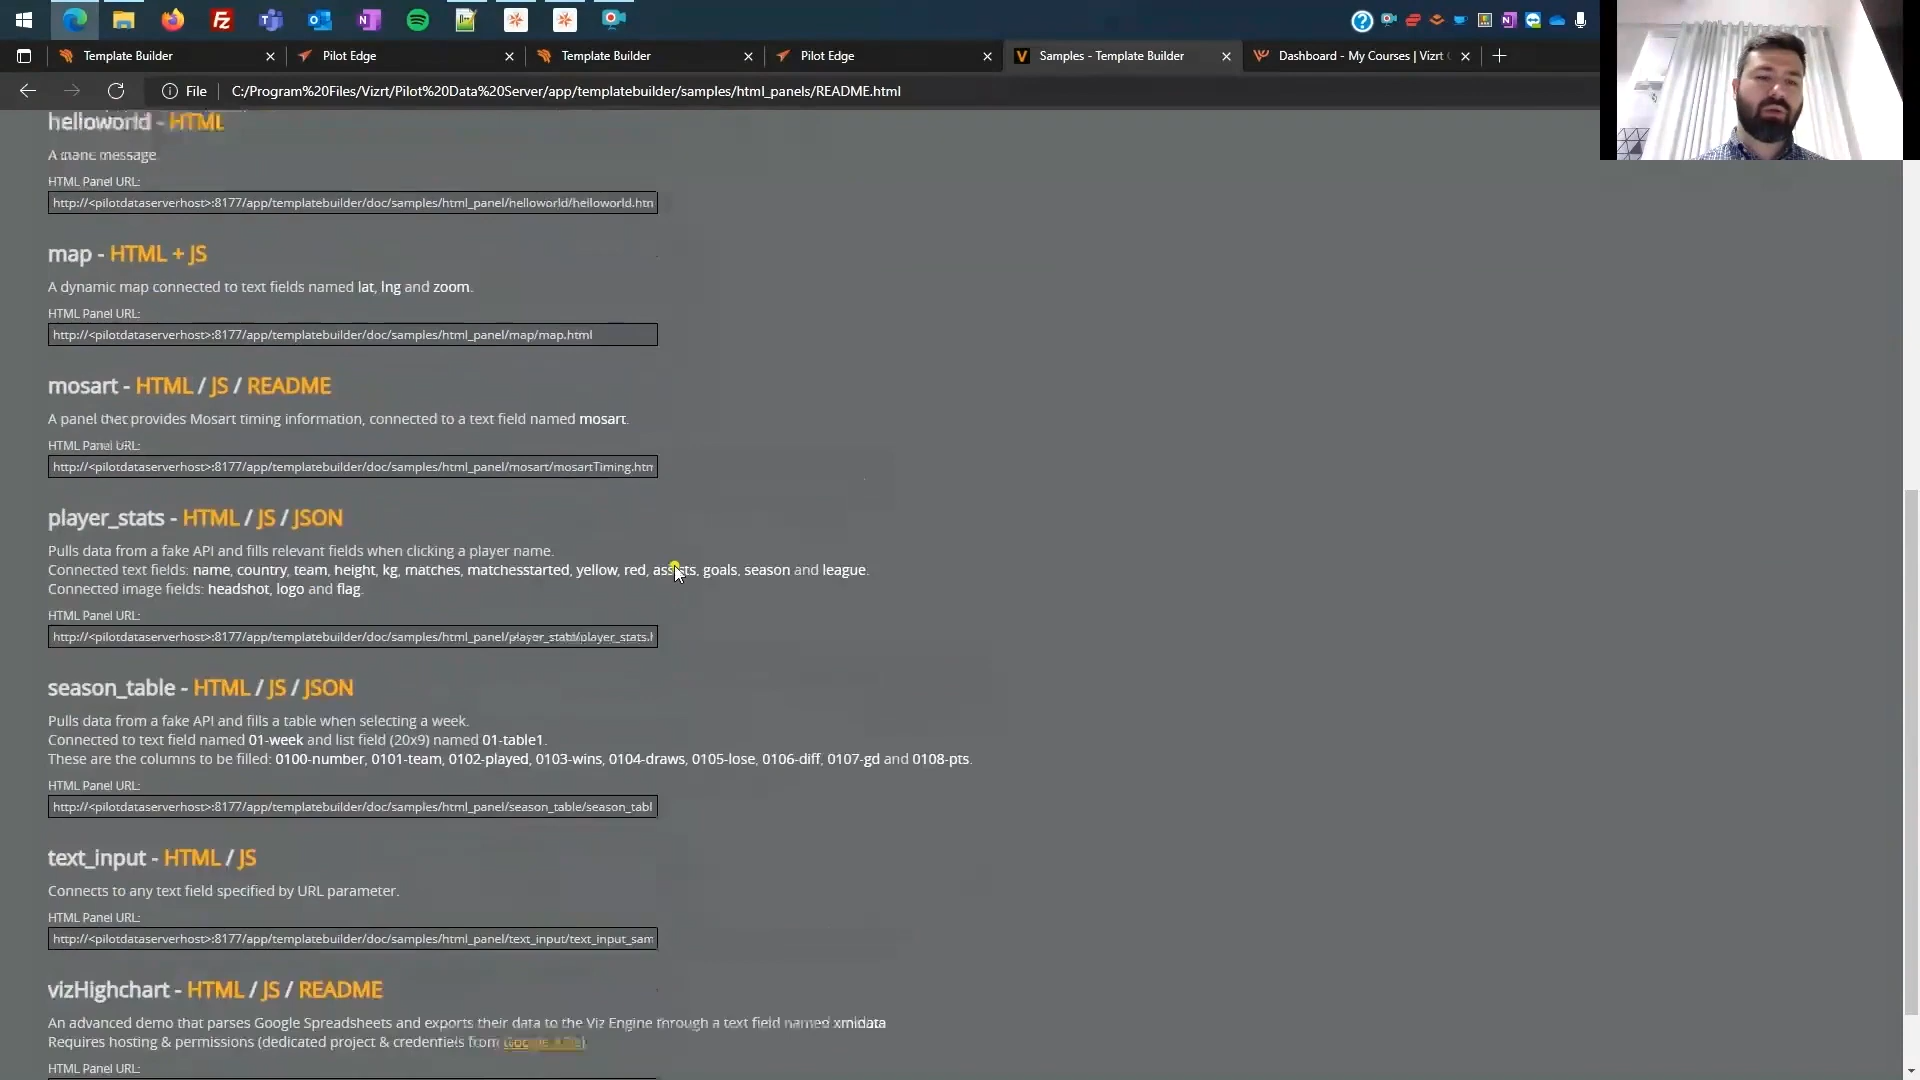 Template Builder
Pilot Edge
Template Builder
Pilot Edge
Samples - Template Builder
Dashboard - My Courses | Vizrt
File
C:/Program%20Files/Vizrt/Pilot%20Data%20Server/app/templatebuilder/samples/html_panels/README.html
helloworld - HTML
message
HTML Panel URL:
http://<pilotdataserverhost>:8177/app/templatebuilder/doc/samples/html_panel/helloworld/helloworld.htm
map - HTML + JS
A dynamic map connected to text fields named lat, lng and zoom.
HTML Panel URL:
http://<pilotdataserverhost>:8177/app/templatebuilder/doc/samples/html_panel/map/map.html
mosart - HTML / JS / README
A panel that provides Mosart timing information, connected to a text field named mosart.
HTML Panel URL:
http://<pilotdataserverhost>:8177/app/templatebuilder/doc/samples/html_panel/mosart/mosartTiming.htm
player_stats - HTML / JS / JSON
Pulls data from a fake API and fills relevant fields when clicking a player name.
Connected text fields: name, country, team, height, kg, matches, matchesstarted, yellow, red, assists, goals, season and league.
Connected image fields: headshot, logo and flag.
HTML Panel URL:
http://<pilotdataserverhost>:8177/app/templatebuilder/doc/samples/html_panel/player_stats/player_stats.h
season_table - HTML / JS / JSON
Pulls data from a fake API and fills a table when selecting a week.
Connected to text field named 01-week and list field (20x9) named 01-table1.
These are the columns to be filled: 0100-number, 0101-team, 0102-played, 0103-wins, 0104-draws, 0105-lose, 0106-diff, 0107-gd and 0108-pts.
HTML Panel URL:
http://<pilotdataserverhost>:8177/app/templatebuilder/doc/samples/html_panel/season_table/season_tabl
text_input - HTML / JS
Connects to any text field specified by URL parameter.
HTML Panel URL:
http://<pilotdataserverhost>:8177/app/templatebuilder/doc/samples/html_panel/text_input/text_input_sam
vizHighchart - HTML / JS / README
An advanced demo that parses Google Spreadsheets and exports their data to the Viz Engine through a text field named xmldata
Requires hosting & permissions (dedicated project & credentials from
HTML Panel URL: